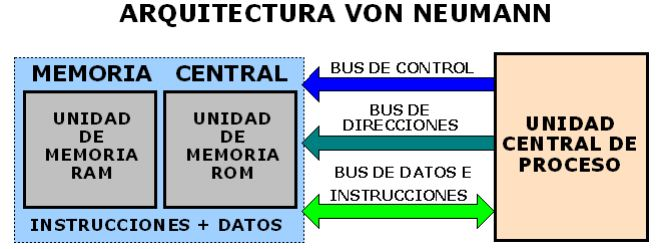 ARQUITECTURA VON NEUMANN
MEMORIA CENTRAL
UNIDAD
DE
MEMORIA
RAM
UNIDAD
DE
MEMORIA
ROM
INSTRUCCIONES + DATOS
BUS DE CONTROL
BUS DE
DIRECCIONES
BUS DE DATOS E
INSTRUCCIONES
UNIDAD
CENTRAL DE
PROCESO